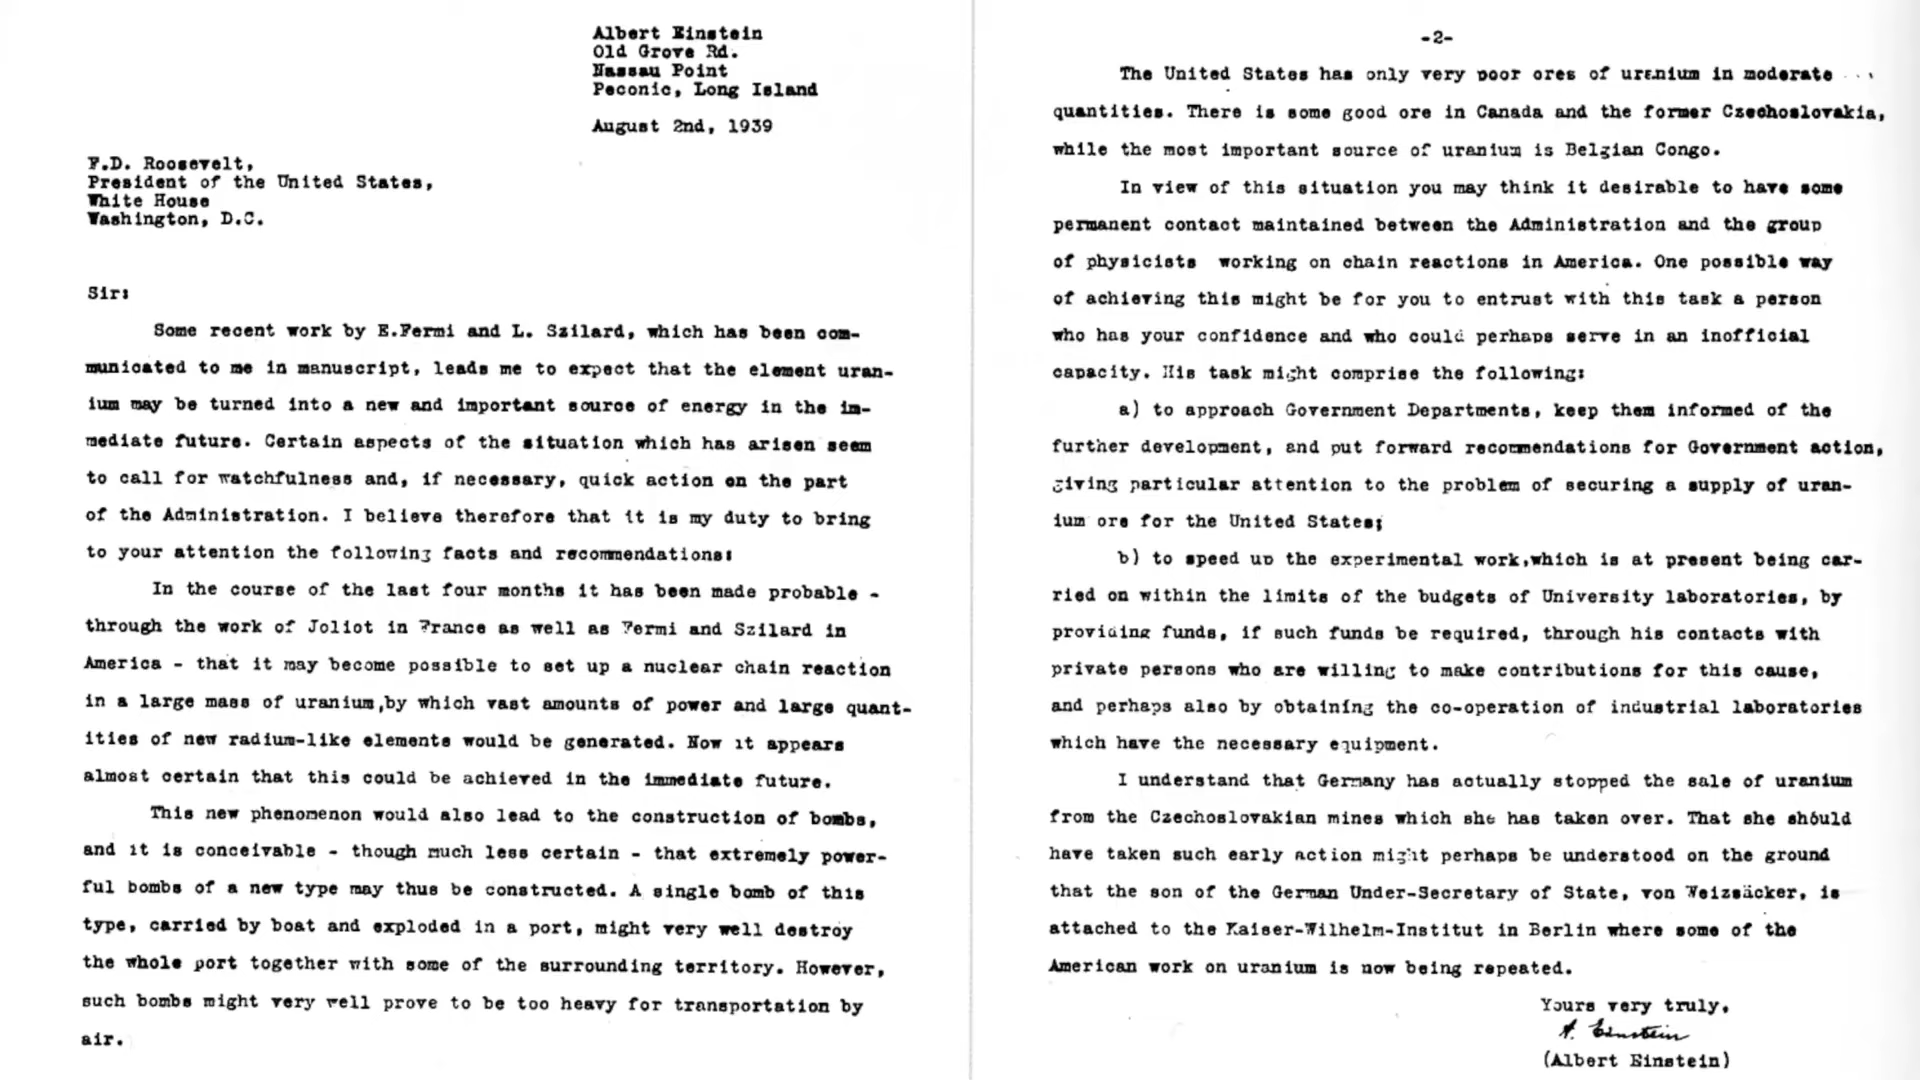 Albert Einstein
Old Grove Rd.
Nassau Point
Peconic, Long Island
August 2nd, 1939
F.D. Roosevelt,
President of the United States,
White House
Washington, D.C.
Sir:
Some recent work by E.Fermi and L. Szilard, which has been com-
municated to me in manuscript, leads me to expect that the element uran-
ium may be turned into a new and important source of energy in the im-
mediate future. Certain aspects of the situation which has arisen seem
to call for watchfulness and, if necessary, quick action on the part
of the Administration. I believe therefore that it is my duty to bring
to your attention the following facts and recommendations:
In the course of the last four months it has been made probable -
through the work of Joliot in France as well as Fermi and Szilard in
America - that it may become possible to set up a nuclear chain reaction
in a large mass of uranium,by which vast amounts of power and large quant-
ities of new radium-like elements would be generated. Now it appears
almost certain that this could be achieved in the immediate future.
This new phenomenon would also lead to the construction of bombs,
and it is conceivable - though much less certain - that extremely power-
ful bombs of a new type may thus be constructed. A single bomb of this
type, carried by boat and exploded in a port, might very well destroy
the whole port together with some of the surrounding territory. However,
such bombs might very well prove to be too heavy for transportation by
air.
-2-
The United States has only very poor ores of uranium in moderate
quantities. There is some good ore in Canada and the former Czechoslovakia,
while the most important source of uranium is Belgian Congo.
In view of this situation you may think it desirable to have some
permanent contact maintained between the Administration and the group
of physicists working on chain reactions in America. One possible way
of achieving this might be for you to entrust with this task a person
who has your confidence and who could perhaps serve in an inofficial
capacity. His task might comprise the following:
a) to approach Government Departments, keep them informed of the
further development, and put forward recommendations for Government action,
giving particular attention to the problem of securing a supply of uran-
ium ore for the United States;
b) to speed up the experimental work,which is at present being car-
ried on within the limits of the budgets of University laboratories, by
providing funds, if such funds be required, through his contacts with
private persons who are willing to make contributions for this cause,
and perhaps also by obtaining the co-operation of industrial laboratories
which have the necessary equipment.
I understand that Germany has actually stopped the sale of uranium
from the Czechoslovakian mines which she has taken over. That she should
have taken such early action might perhaps be understood on the ground
that the son of the German Under-Secretary of State, von Weizsäcker, is
attached to the Kaiser-Wilhelm-Institut in Berlin where some of the
American work on uranium is now being repeated.
Yours very truly,
A. Einstein
(Albert Einstein)